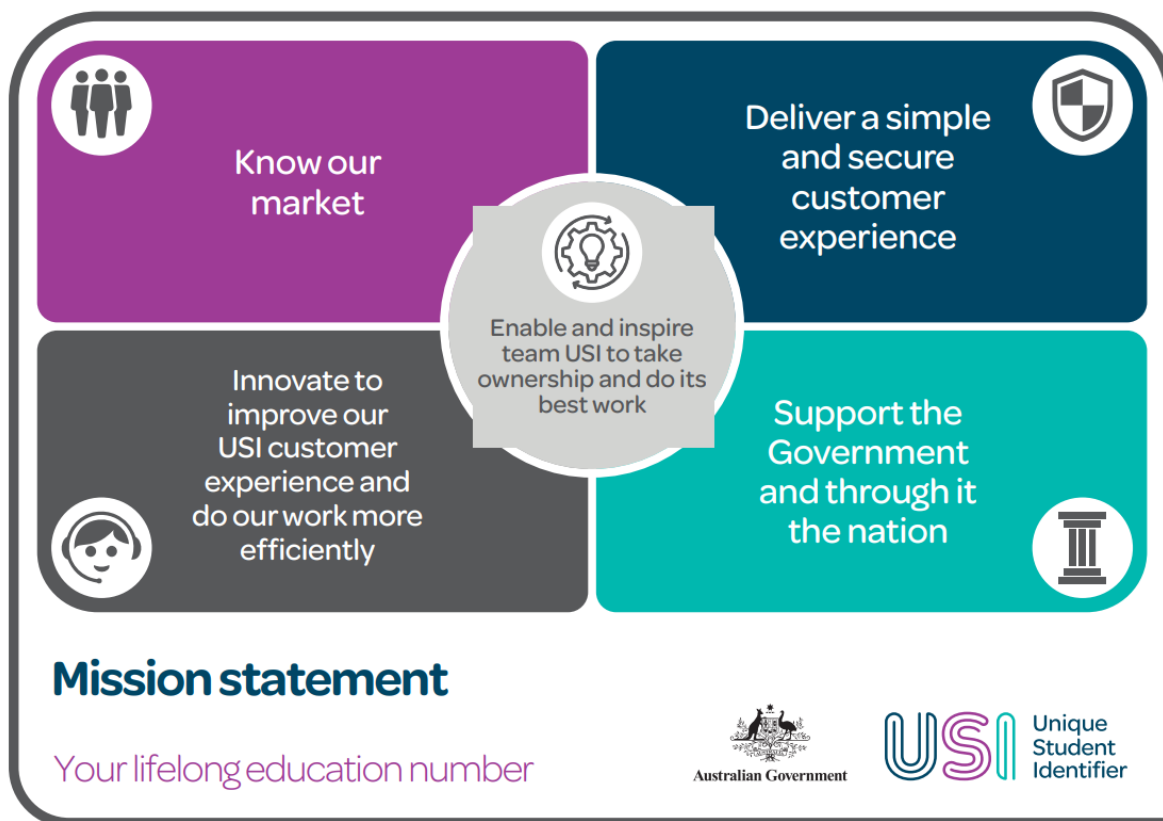 Know our
market
Deliver a simple
and secure
customer
experience
Enable and inspire
team USI to take
ownership and do its
best work
Innovate to
improve our
USI customer
experience and
do our work more
efficiently
Support the
Government
and through it
the nation
Mission statement
Your lifelong education number
Australian Government
USI
Unique
Student
Identifier